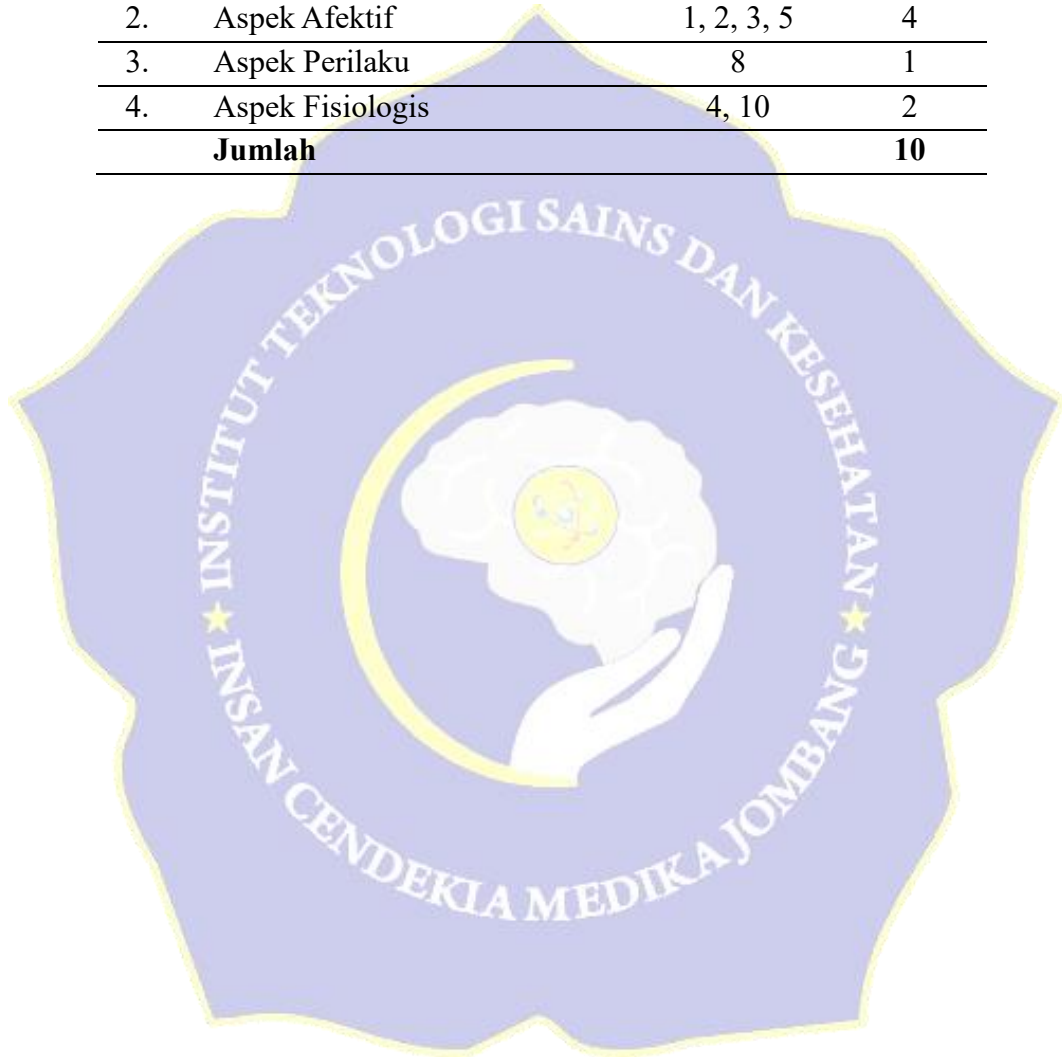 2. Aspek Afektif 1, 2, 3, 5 4
3. Aspek Perilaku 8 1
4. Aspek Fisiologis 4, 10 2
Jumlah 10
INSTITUT TEKNOLOGI SAINS DAN KESEHATAN
INSAN CENDEKIA MEDIKA JOMBANG